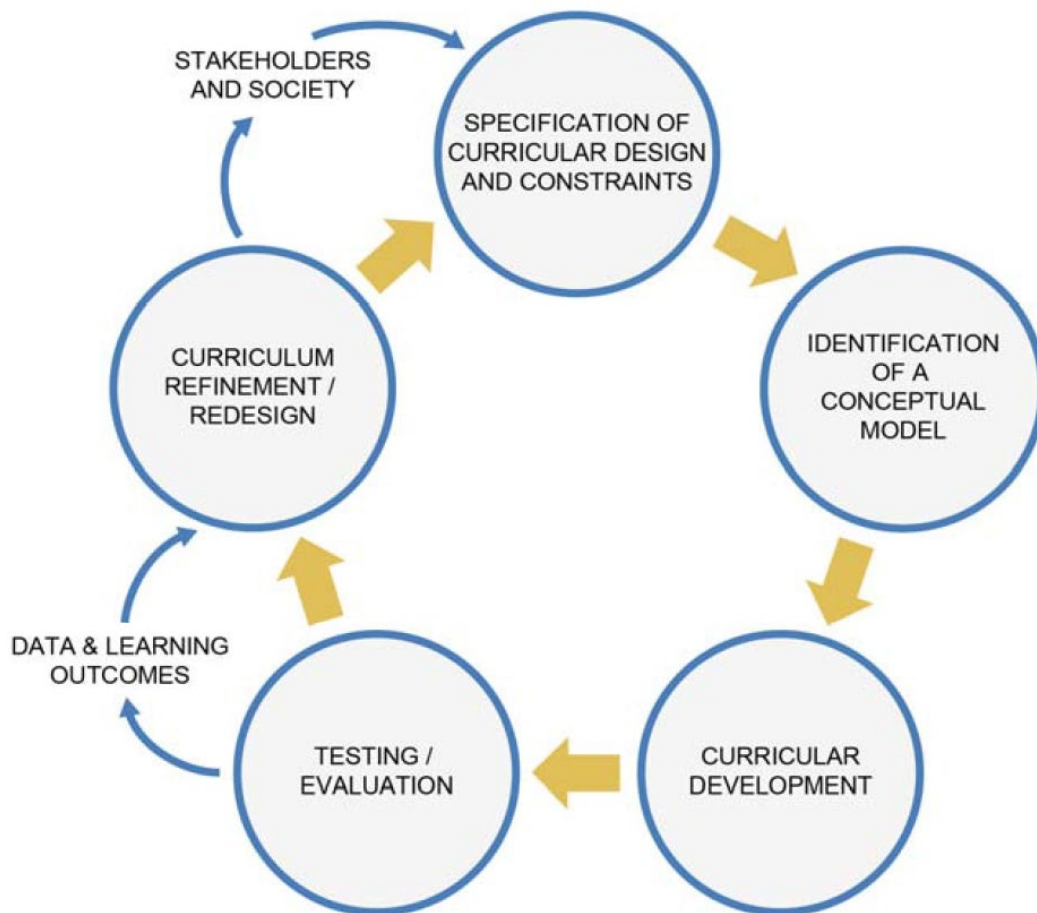 STAKEHOLDERS
AND SOCIETY
SPECIFICATION OF
CURRICULAR DESIGN
AND CONSTRAINTS
IDENTIFICATION
OF A
CONCEPTUAL
MODEL
CURRICULAR
DEVELOPMENT
TESTING /
EVALUATION
DATA & LEARNING
OUTCOMES
CURRICULUM
REFINEMENT /
REDESIGN